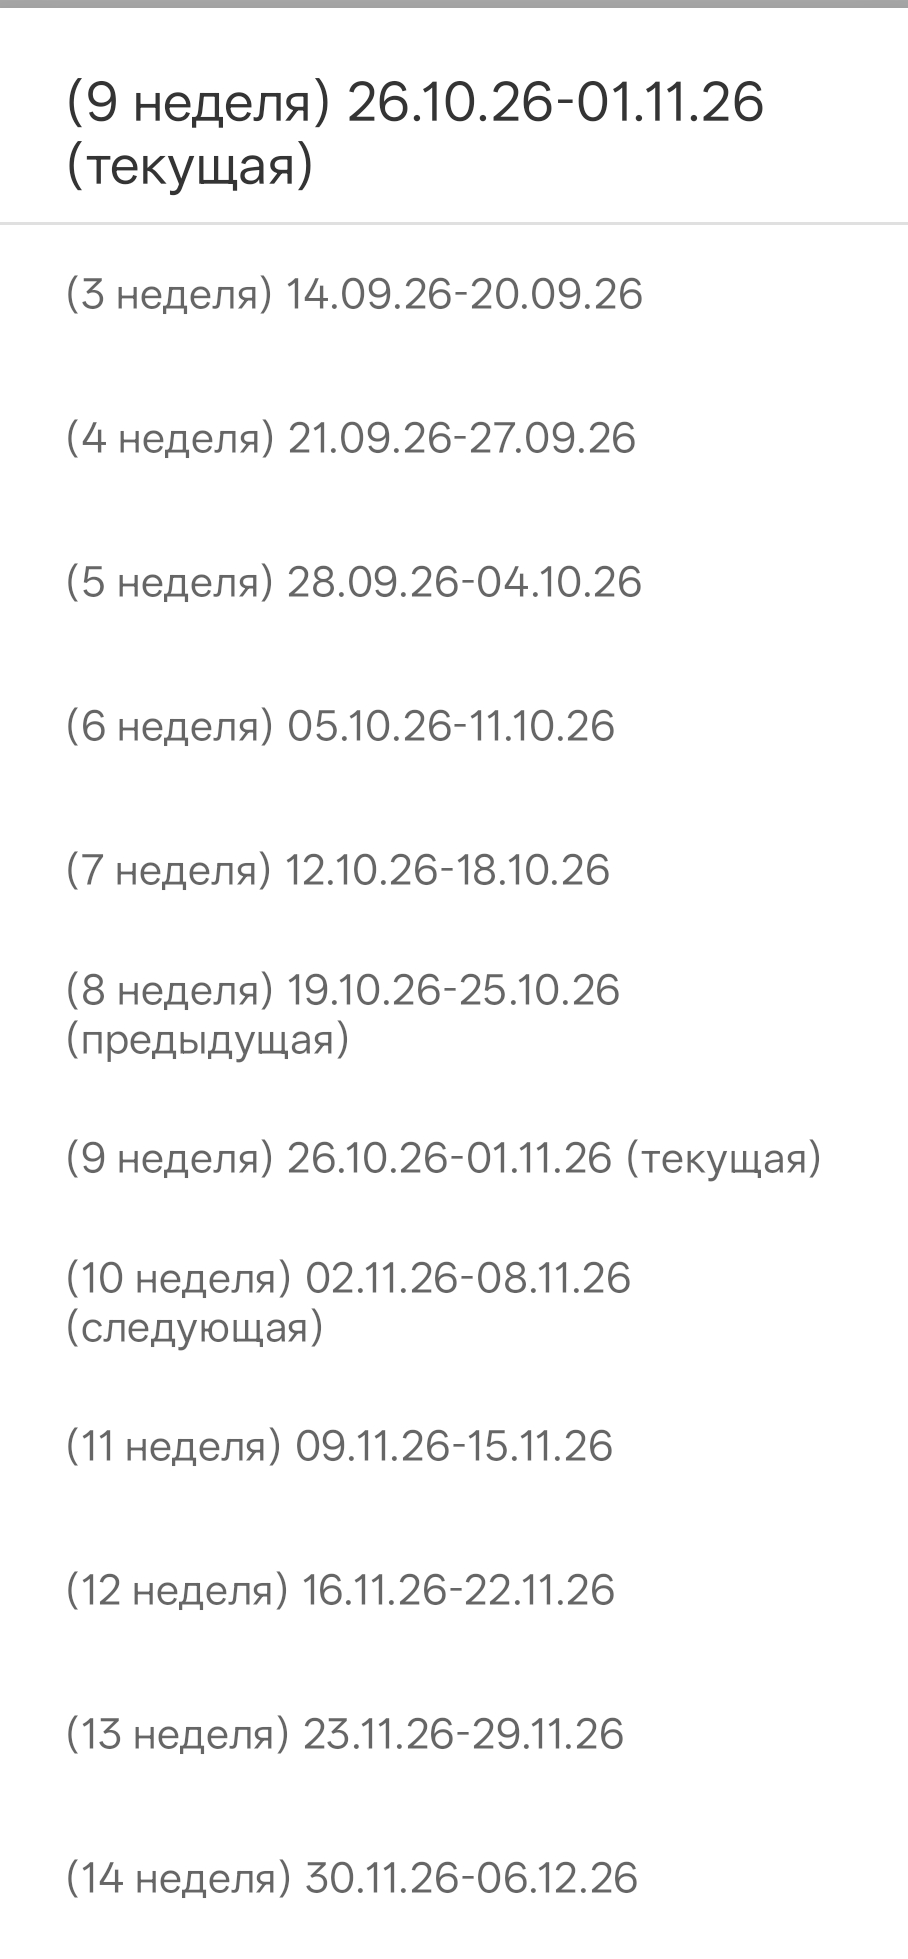 (9 неделя) 26.10.26-01.11.26
(текущая)
(3 неделя) 14.09.26-20.09.26
(4 неделя) 21.09.26-27.09.26
(5 неделя) 28.09.26-04.10.26
(6 неделя) 05.10.26-11.10.26
(7 неделя) 12.10.26-18.10.26
(8 неделя) 19.10.26-25.10.26
(предыдущая)
(9 неделя) 26.10.26-01.11.26 (текущая)
(10 неделя) 02.11.26-08.11.26
(следующая)
(11 неделя) 09.11.26-15.11.26
(12 неделя) 16.11.26-22.11.26
(13 неделя) 23.11.26-29.11.26
(14 неделя) 30.11.26-06.12.26